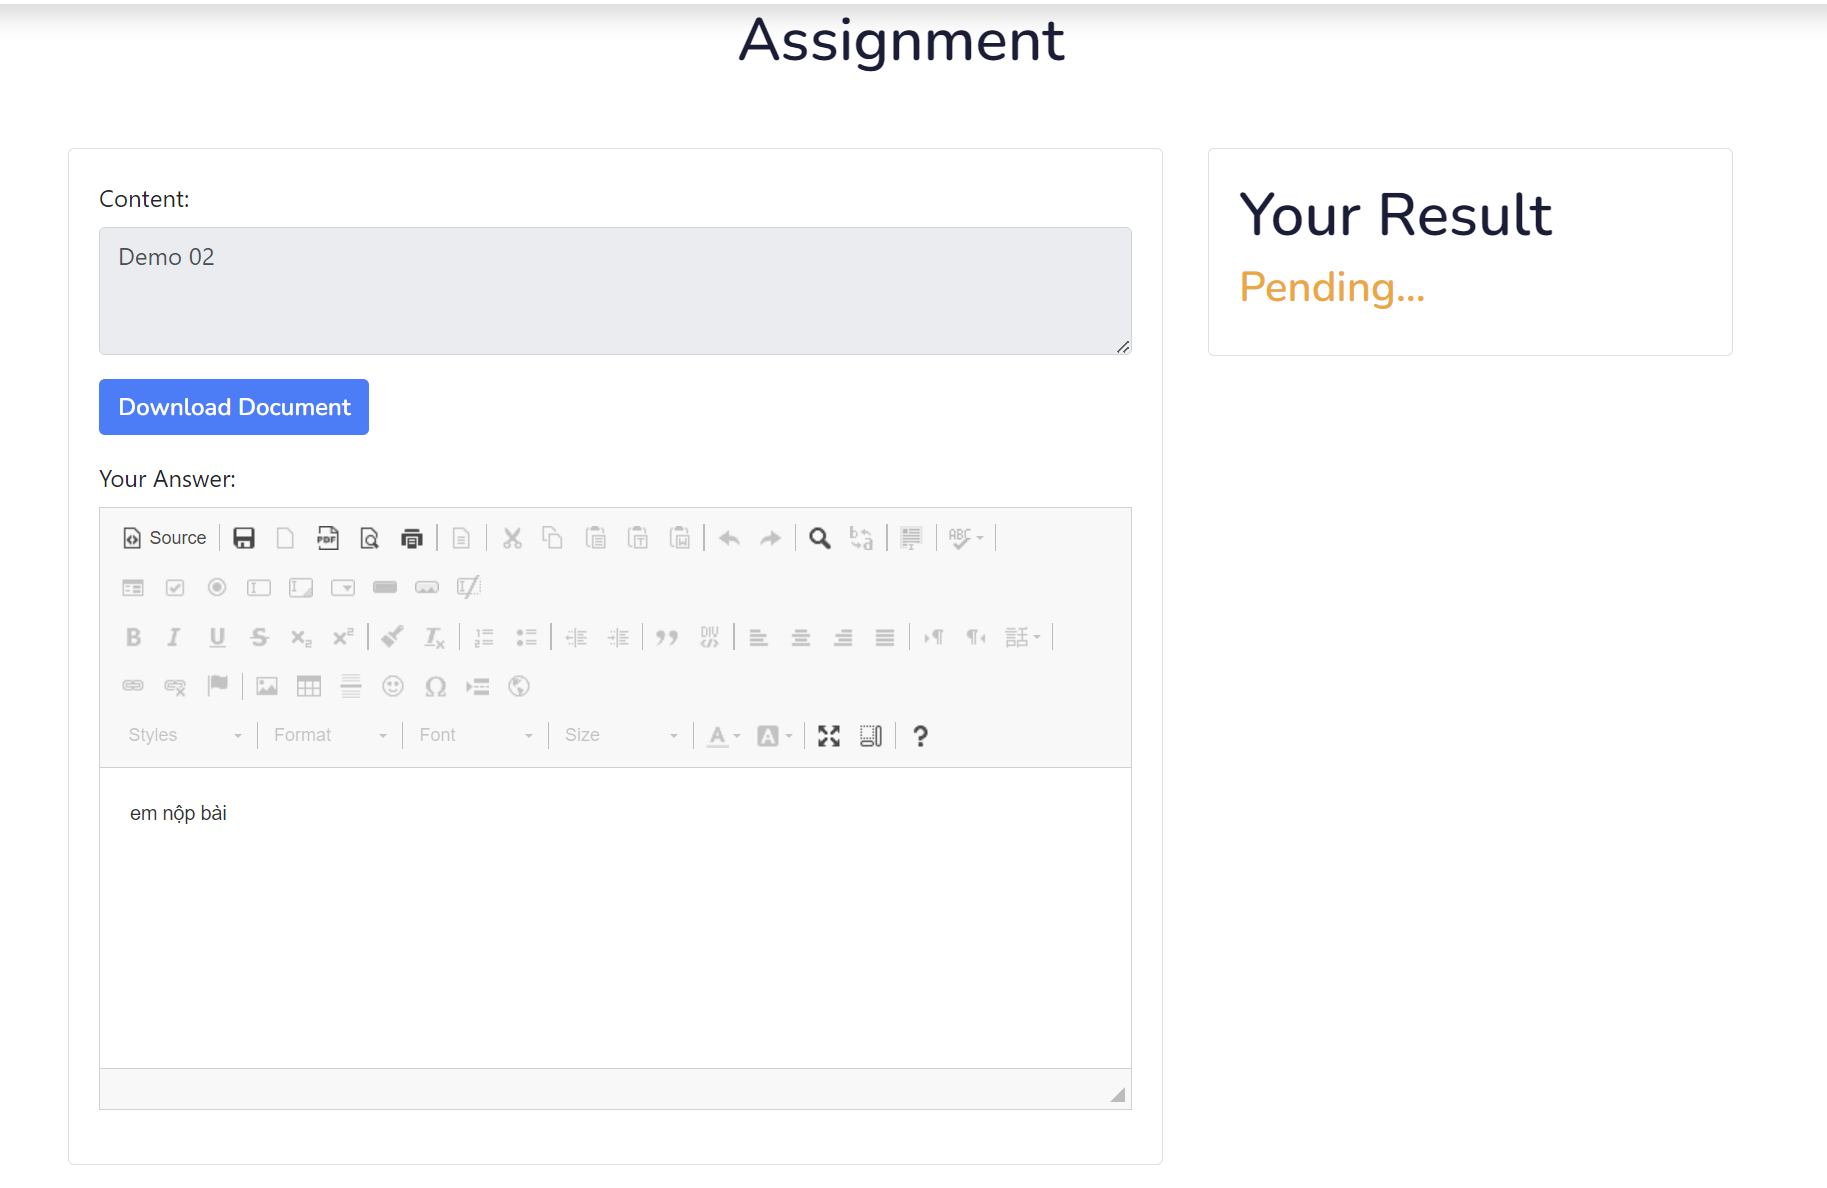 Assignment
Content:
Demo 02
Download Document
Your Answer:
Source
Styles Format Font Size
em nộp bài
Your Result
Pending...